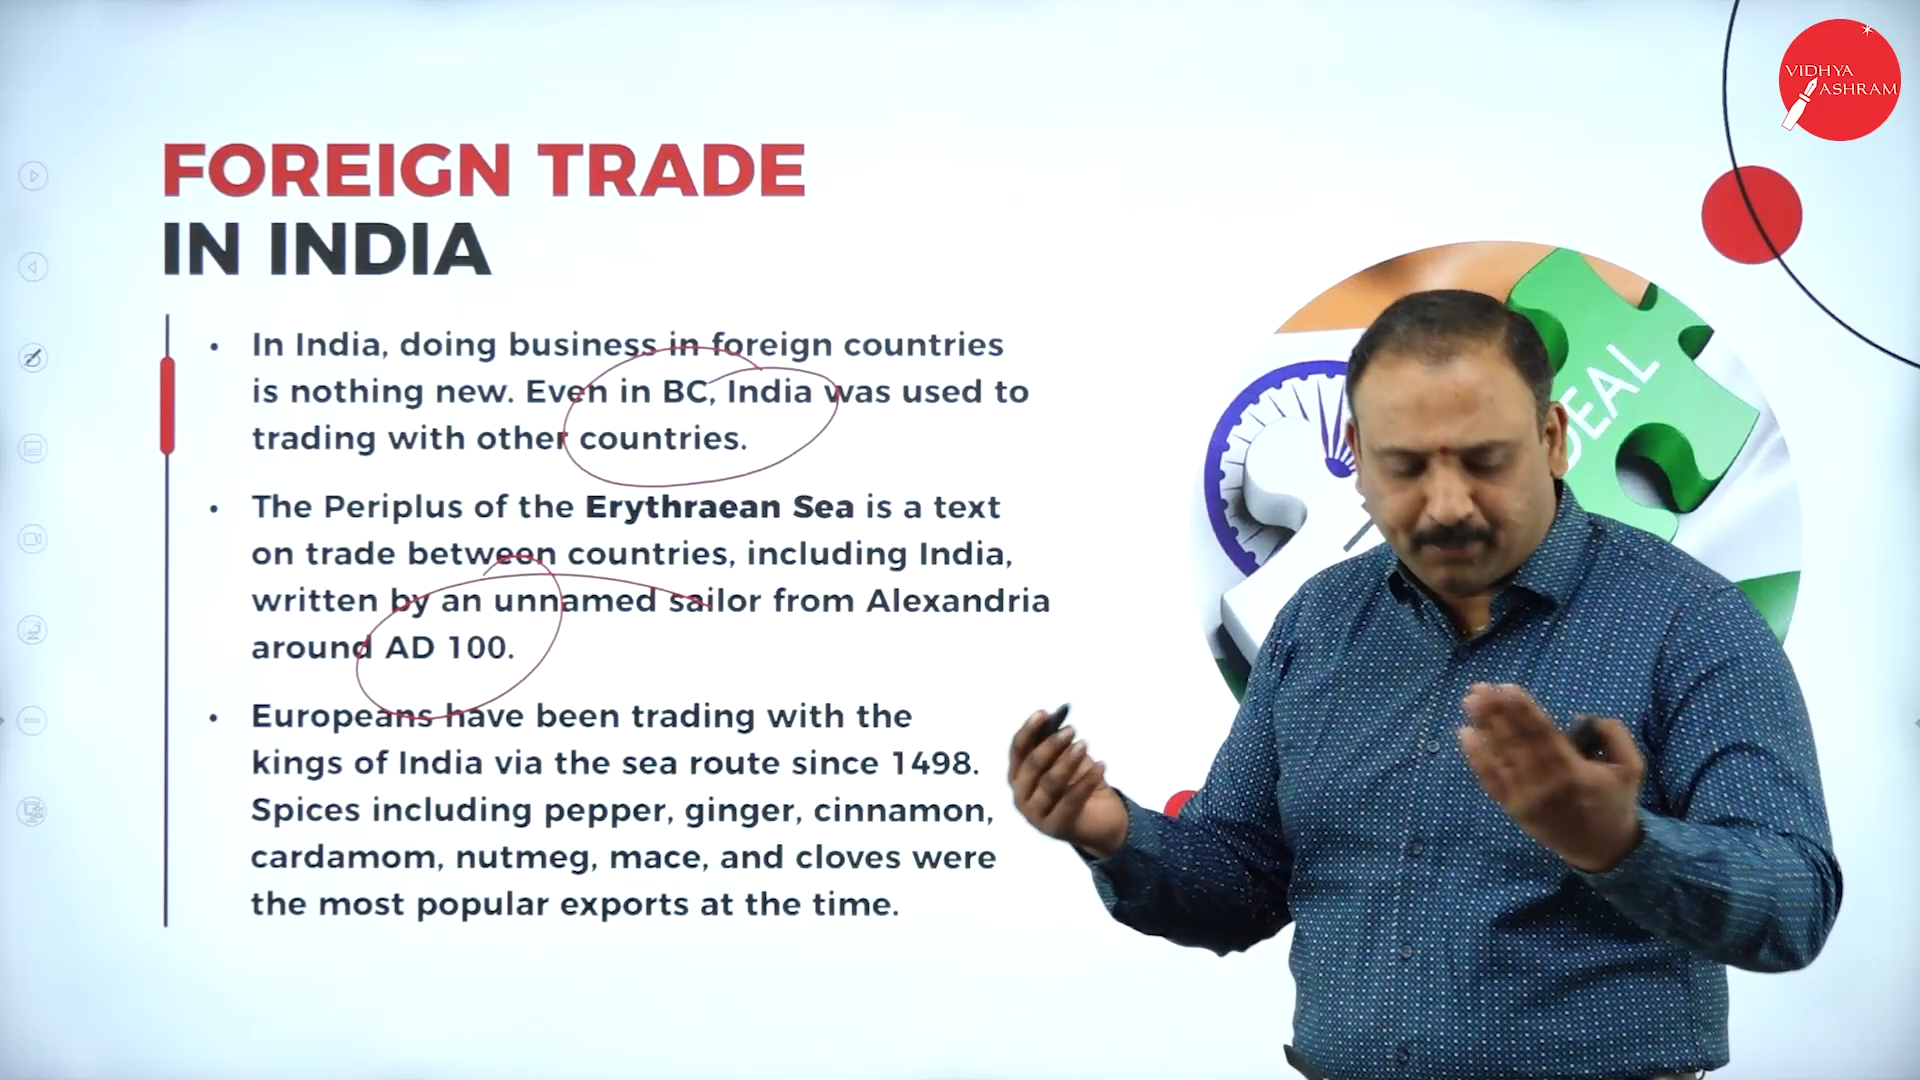 VIDHYA
ASHRAM
FOREIGN TRADE
IN INDIA
• In India, doing business in foreign countries
is nothing new. Even in BC, India was used to
trading with other countries.
• The Periplus of the Erythraean Sea is a text
on trade between countries, including India,
written by an unnamed sailor from Alexandria
around AD 100.
• Europeans have been trading with the
kings of India via the sea route since 1498.
Spices including pepper, ginger, cinnamon,
cardamom, nutmeg, mace, and cloves were
the most popular exports at the time.
DEAL